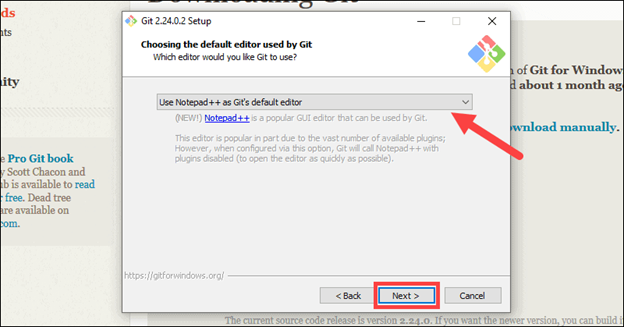 Downloading Git
ds
nts
nity
e Pro Git book
y Scott Chacon and
ub is available to read
r free. Dead tree
are available on
.com.
Git 2.24.0.2 Setup
Choosing the default editor used by Git
Which editor would you like Git to use?
Use Notepad++ as Git's default editor
(NEW!) Notepad++ is a popular GUI editor that can be used by Git.
This editor is popular in part due to the vast number of available plugins;
However, when configured via this option, Git will call Notepad++ with
plugins disabled (to open the editor as quickly as possible).
https://gitforwindows.org/
< Back
Next >
Cancel
n of Git for Window
d about 1 month ago
ownload manually.
The current source code release is version 2.24.0. If you want the newer version, you can build i